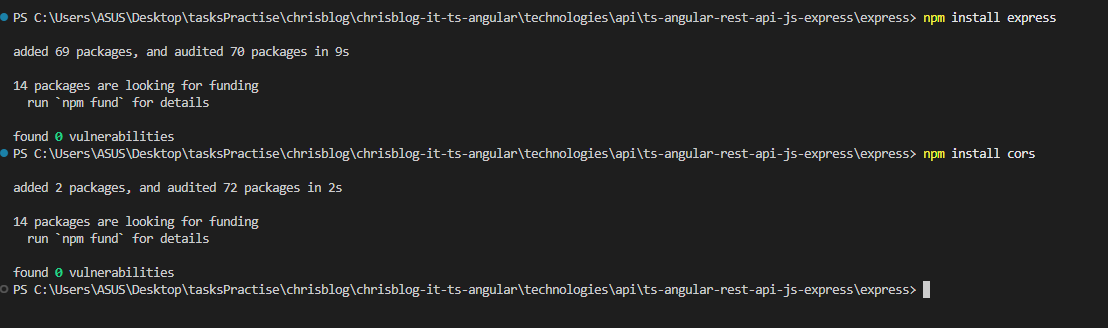 PS C:\Users\ASUS\Desktop\tasksPractise\chrisblog\chrisblog-it-ts-angular\technologies\api\ts-angular-rest-api-js-express\express> npm install express
added 69 packages, and audited 70 packages in 9s
14 packages are looking for funding
  run `npm fund` for details
found 0 vulnerabilities
PS C:\Users\ASUS\Desktop\tasksPractise\chrisblog\chrisblog-it-ts-angular\technologies\api\ts-angular-rest-api-js-express\express> npm install cors
added 2 packages, and audited 72 packages in 2s
14 packages are looking for funding
  run `npm fund` for details
found 0 vulnerabilities
PS C:\Users\ASUS\Desktop\tasksPractise\chrisblog\chrisblog-it-ts-angular\technologies\api\ts-angular-rest-api-js-express\express>